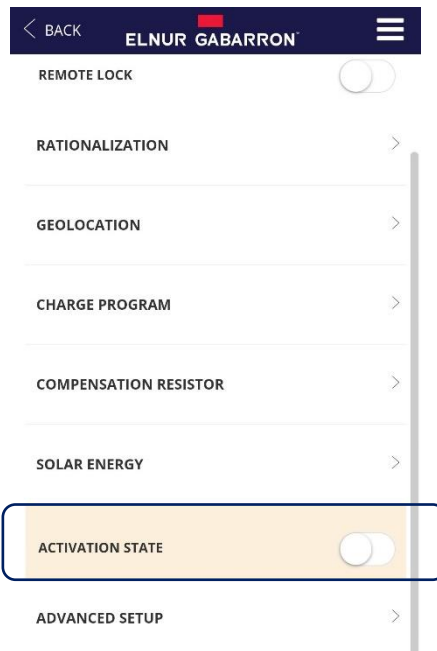 BACK
ELNUR GABARRON
REMOTE LOCK
RATIONALIZATION
GEOLOCATION
CHARGE PROGRAM
COMPENSATION RESISTOR
SOLAR ENERGY
ACTIVATION STATE
ADVANCED SETUP